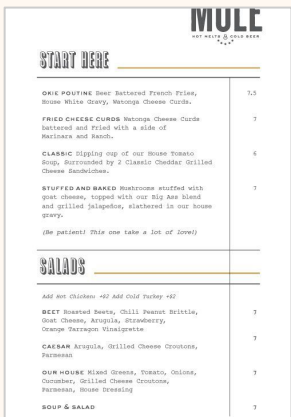 MULE
HOT MELTS & COLD BEER
START HERE
OKIE POUTINE Beer Battered French Fries, 7.5
House White Gravy, Watonga Cheese Curds.
FRIED CHEESE CURDS Watonga Cheese Curds 7
battered and Fried with a side of
Marinara and Ranch.
CLASSIC Dipping cup of our House Tomato 6
Soup, Surrounded by 2 Classic Cheddar Grilled
Cheese Sandwiches.
STUFFED AND BAKED Mushrooms stuffed with 7
goat cheese, topped with our Big Ass blend
and grilled jalapeños, slathered in our house
gravy.
(Be patient! This one take a lot of love!)
SALADS
Add Hot Chicken: +$2 Add Cold Turkey +$2
BEET Roasted Beets, Chili Peanut Brittle, 7
Goat Cheese, Arugula, Strawberry,
Orange Tarragon Vinaigrette
7
CAESAR Arugula, Grilled Cheese Croutons,
Parmesan
OUR HOUSE Mixed Greens, Tomato, Onions, 7
Cucumber, Grilled Cheese Croutons,
Parmesan, House Dressing
SOUP & SALAD 7